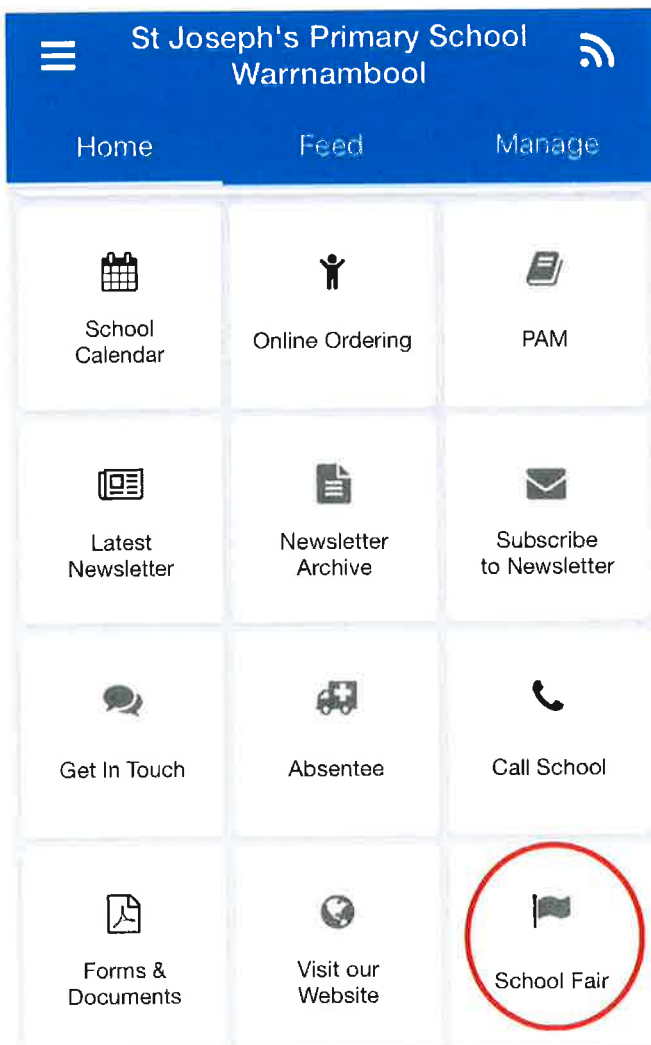 St Joseph's Primary School
Warrnambool
Home Feed Manage
School
Calendar
Online Ordering
PAM
Latest
Newsletter
Newsletter
Archive
Subscribe
to Newsletter
Get In Touch
Absentee
Call School
Forms &
Documents
Visit our
Website
School Fair